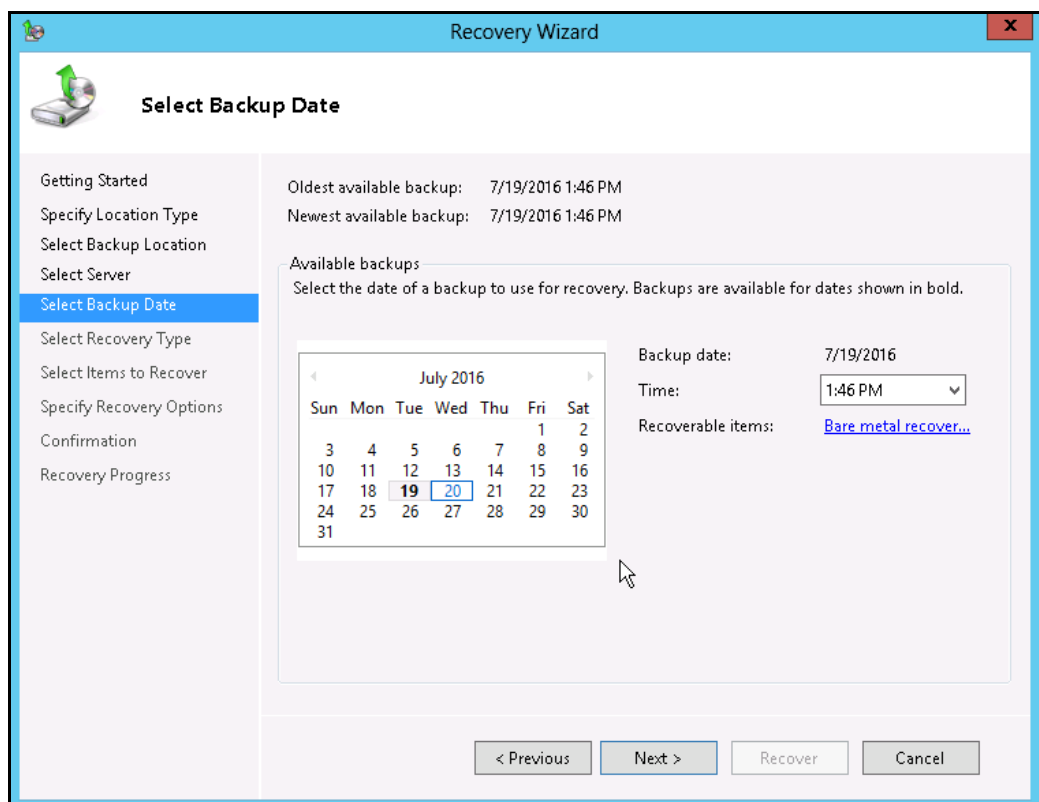 Recovery Wizard
x
Select Backup Date
Getting Started
Specify Location Type
Select Backup Location
Select Server
Select Backup Date
Select Recovery Type
Select Items to Recover
Specify Recovery Options
Confirmation
Recovery Progress
Oldest available backup: 7/19/2016 1:46 PM
Newest available backup: 7/19/2016 1:46 PM
Available backups
Select the date of a backup to use for recovery. Backups are available for dates shown in bold.
July 2016
Sun Mon Tue Wed Thu Fri Sat
1 2
3 4 5 6 7 8 9
10 11 12 13 14 15 16
17 18 19 20 21 22 23
24 25 26 27 28 29 30
31
Backup date: 7/19/2016
Time: 1:46 PM
Recoverable items: Bare metal recover...
< Previous
Next >
Recover
Cancel